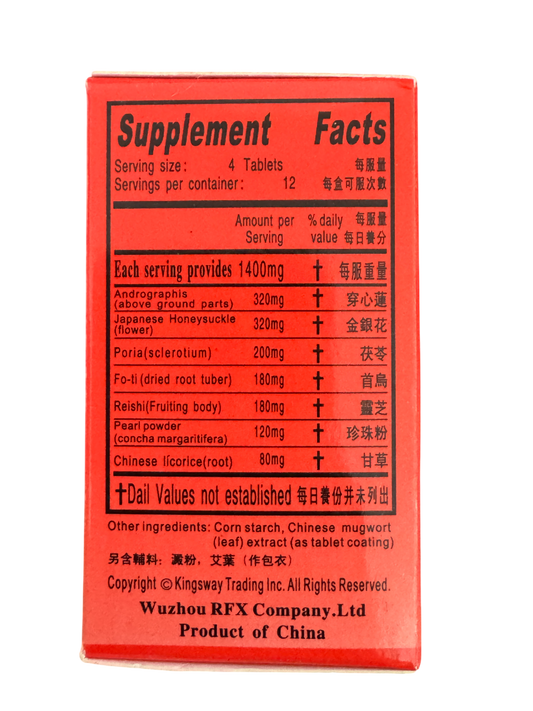 Supplement Facts
Serving size: 4 Tablets 每服量
Servings per container: 12 每盒可服次數
Amount per % daily 每服量
Serving value 每日養分
Each serving provides 1400mg † 每服重量
Andrographis
(above ground parts) 320mg † 穿心蓮
Japanese Honeysuckle
(flower) 320mg † 金銀花
Poria(sclerotium) 200mg † 茯苓
Fo-ti(dried root tuber) 180mg † 首烏
Reishi(Fruiting body) 180mg † 靈芝
Pearl powder
(concha margaritifera) 120mg † 珍珠粉
Chinese licorice(root) 80mg † 甘草
†Dail Values not established 每日養份并未列出
Other ingredients: Corn starch, Chinese mugwort
(leaf) extract (as tablet coating)
另含輔料: 澱粉, 艾葉 (作包衣)
Copyright © Kingsway Trading Inc. All Rights Reserved.
Wuzhou RFX Company.Ltd
Product of China